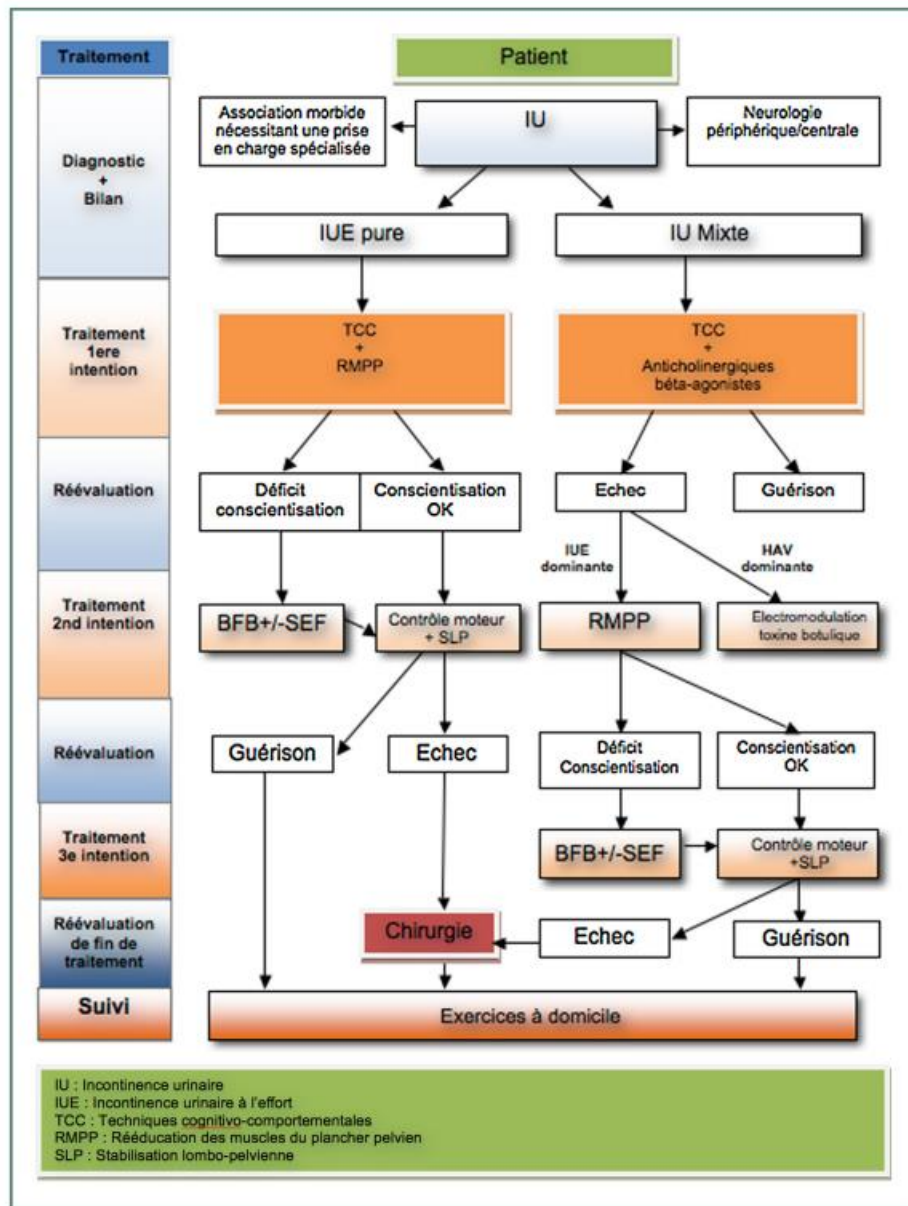 Traitement
Patient
Diagnostic
+
Bilan
Association morbide
nécessitant une prise
en charge spécialisée
IU
Neurologie
périphérique/centrale
IUE pure
IU Mixte
Traitement
1ere
intention
TCC
+
RMPP
TCC
+
Anticholinergiques
béta-agonistes
Réévaluation
Déficit
conscientisation
Conscientisation
OK
Echec
Guérison
IUE
dominante
HAV
dominante
Traitement
2nd intention
BFB+/-SEF
Contrôle moteur
+ SLP
RMPP
Electromodulation
toxine botulique
Réévaluation
Guérison
Echec
Déficit
Conscientisation
Conscientisation
OK
Traitement
3e intention
BFB+/-SEF
Contrôle moteur
+SLP
Réévaluation
de fin de
traitement
Chirurgie
Echec
Guérison
Suivi
Exercices à domicile
IU : Incontinence urinaire
IUE : Incontinence urinaire à l'effort
TCC : Techniques cognitivo-comportementales
RMPP : Rééducation des muscles du plancher pelvien
SLP : Stabilisation lombo-pelvienne